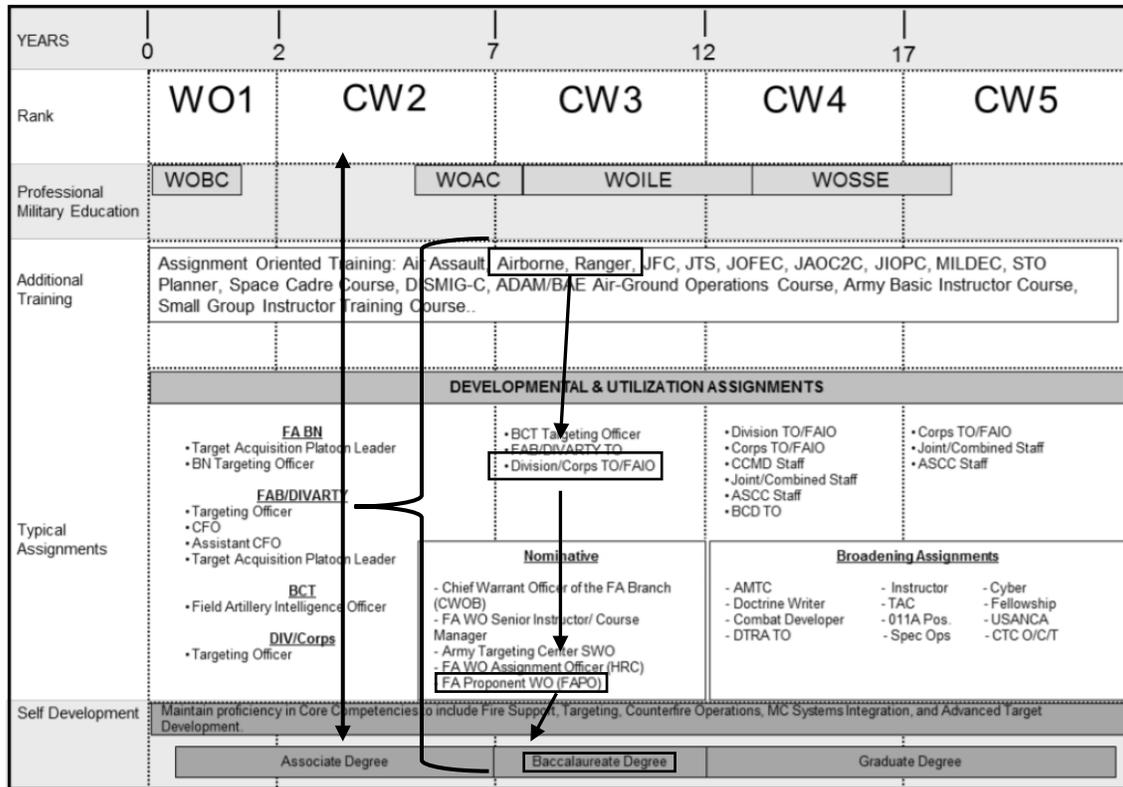 YEARS
0 2 7 12 17
Rank
WO1 CW2 CW3 CW4 CW5
Professional
Military Education
WOBC WOAC WOILE WOSSE
Additional
Training
Assignment Oriented Training: Air Assault, Airborne, Ranger, JFC, JTS, JOFEC, JAOC2C, JIOPC, MILDEC, STO
Planner, Space Cadre Course, DISMIG-C, ADAM/BAE Air-Ground Operations Course, Army Basic Instructor Course,
Small Group Instructor Training Course..
DEVELOPMENTAL & UTILIZATION ASSIGNMENTS
Typical
Assignments
FA BN
•Target Acquisition Platoon Leader
•BN Targeting Officer
FAB/DIVARTY
•Targeting Officer
•CFO
•Assistant CFO
•Target Acquisition Platoon Leader
BCT
•Field Artillery Intelligence Officer
DIV/Corps
•Targeting Officer
•BCT Targeting Officer
•FAB/DIVARTY TO
•Division/Corps TO/FAIO
•Division TO/FAIO
•Corps TO/FAIO
•CCMD Staff
•Joint/Combined Staff
•ASCC Staff
•BCD TO
•Corps TO/FAIO
•Joint/Combined Staff
•ASCC Staff
Nominative
- Chief Warrant Officer of the FA Branch
(CWOB)
- FA WO Senior Instructor/ Course
Manager
- Army Targeting Center SWO
- FA WO Assignment Officer (HRC)
- FA Proponent WO (FAPO)
Broadening Assignments
- AMTC
- Doctrine Writer
- Combat Developer
- DTRA TO
- Instructor
- TAC
- 011A Pos.
- Spec Ops
- Cyber
- Fellowship
- USANCA
- CTC O/C/T
Self Development
Maintain proficiency in Core Competencies to include Fire Support, Targeting, Counterfire Operations, MC Systems Integration, and Advanced Target
Development.
Associate Degree Baccalaureate Degree Graduate Degree